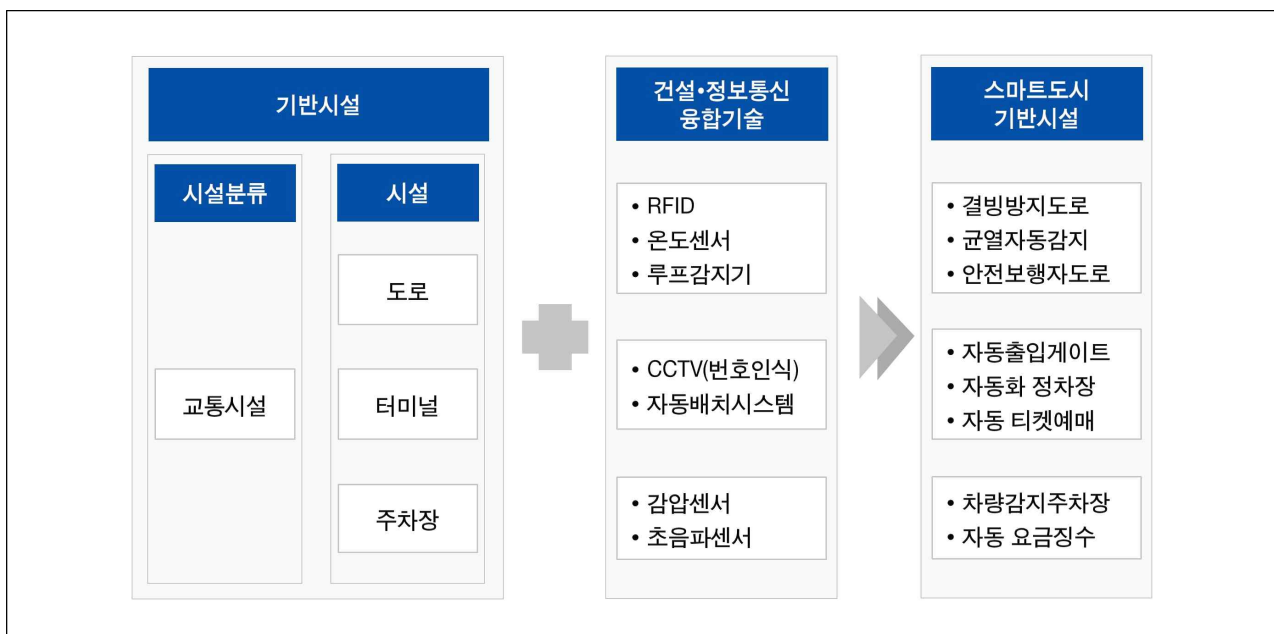 기반시설
시설분류
시설
교통시설
도로
터미널
주차장
건설•정보통신
융합기술
• RFID
• 온도센서
• 루프감지기
• CCTV(번호인식)
• 자동배치시스템
• 감압센서
• 초음파센서
스마트도시
기반시설
• 결빙방지도로
• 균열자동감지
• 안전보행자도로
• 자동출입게이트
• 자동화 정차장
• 자동 티켓예매
• 차량감지주차장
• 자동 요금징수